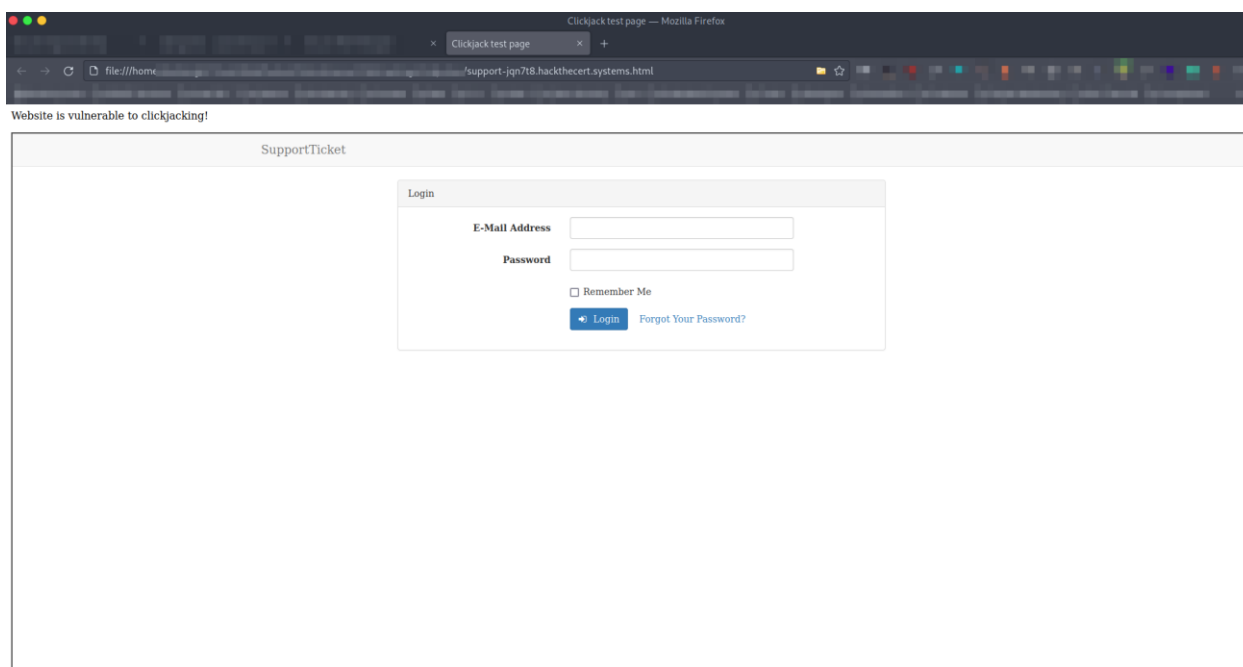 Clickjack test page — Mozilla Firefox
Clickjack test page
file:///home
/support-jqn7t8.hackthecert.systems.html
Website is vulnerable to clickjacking!
SupportTicket
Login
E-Mail Address
Password
Remember Me
Login
Forgot Your Password?